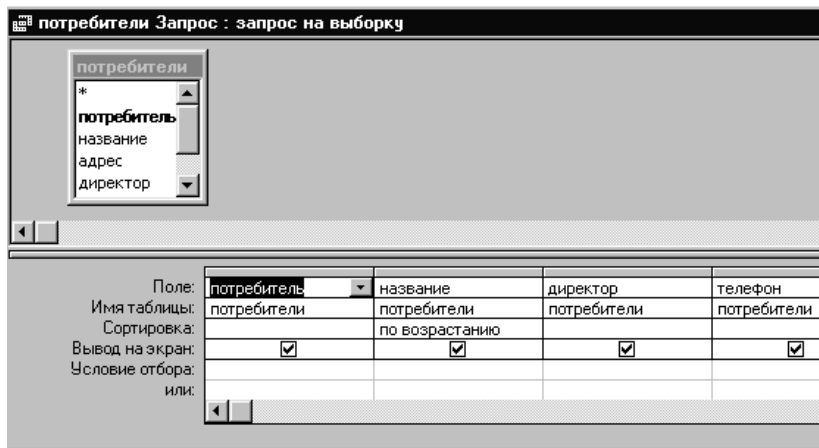 потребители Запрос : запрос на выборку
потребители
*
потребитель
название
адрес
директор
Поле: потребитель название директор телефон
Имя таблицы: потребители потребители потребители потребители
Сортировка: по возрастанию
Вывод на экран:
Условие отбора:
или: